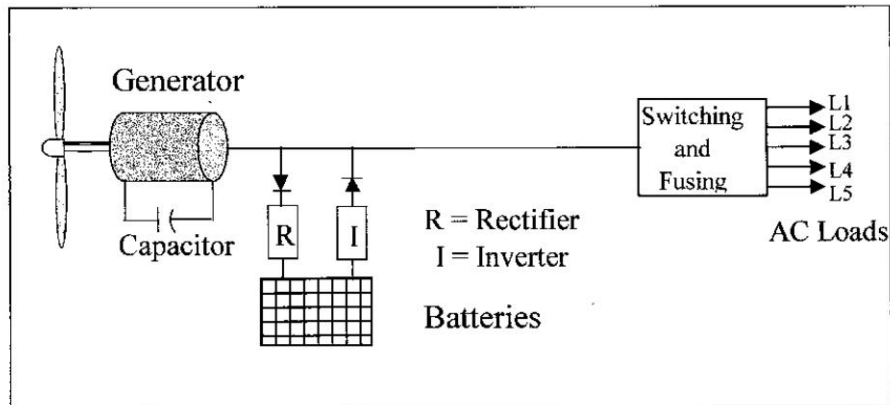 Generator
Capacitor
R
I
R = Rectifier
I = Inverter
Batteries
Switching
and
Fusing
L1
L2
L3
L4
L5
AC Loads